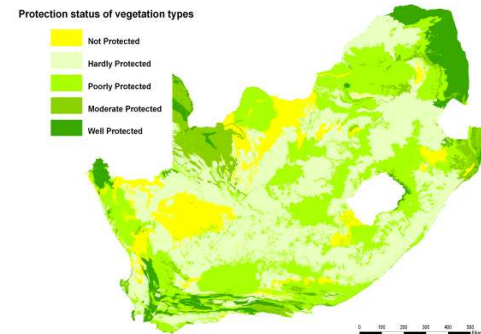 Protection status of vegetation types
Not Protected
Hardly Protected
Poorly Protected
Moderate Protected
Well Protected
0 100 200 300 400 500